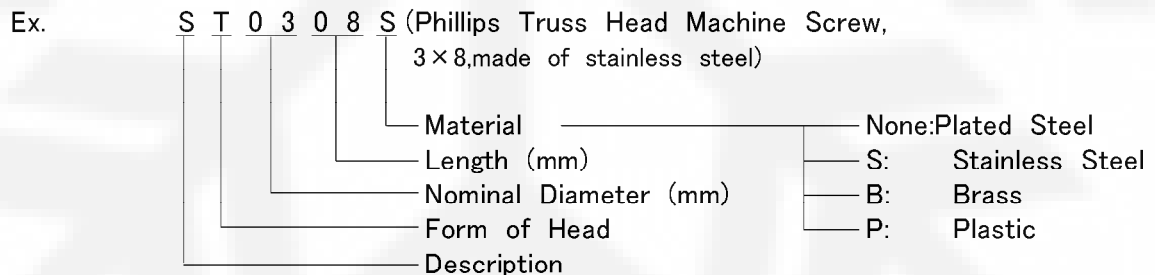 Ex. S T 0 3 0 8 S (Phillips Truss Head Machine Screw,
3×8,made of stainless steel)
Material None:Plated Steel
Length (mm) S: Stainless Steel
Nominal Diameter (mm) B: Brass
Form of Head P: Plastic
Description